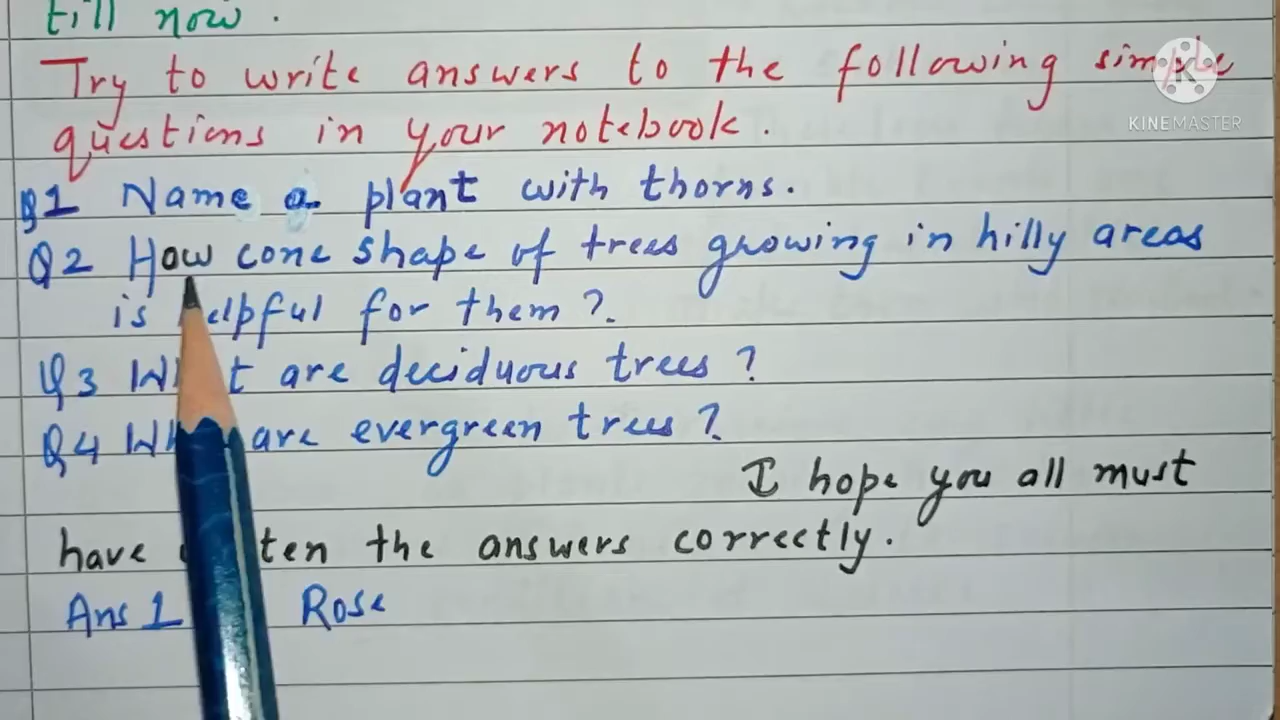 till now.
Try to write answers to the following simple
questions in your notebook.
Q1 Name a plant with thorns.
Q2 How cone shape of trees growing in hilly areas
is helpful for them?
Q3 What are deciduous trees?
Q4 are evergreen trees?
I hope you all must
have the answers correctly.
Ans 1 Rose
KINEMASTER